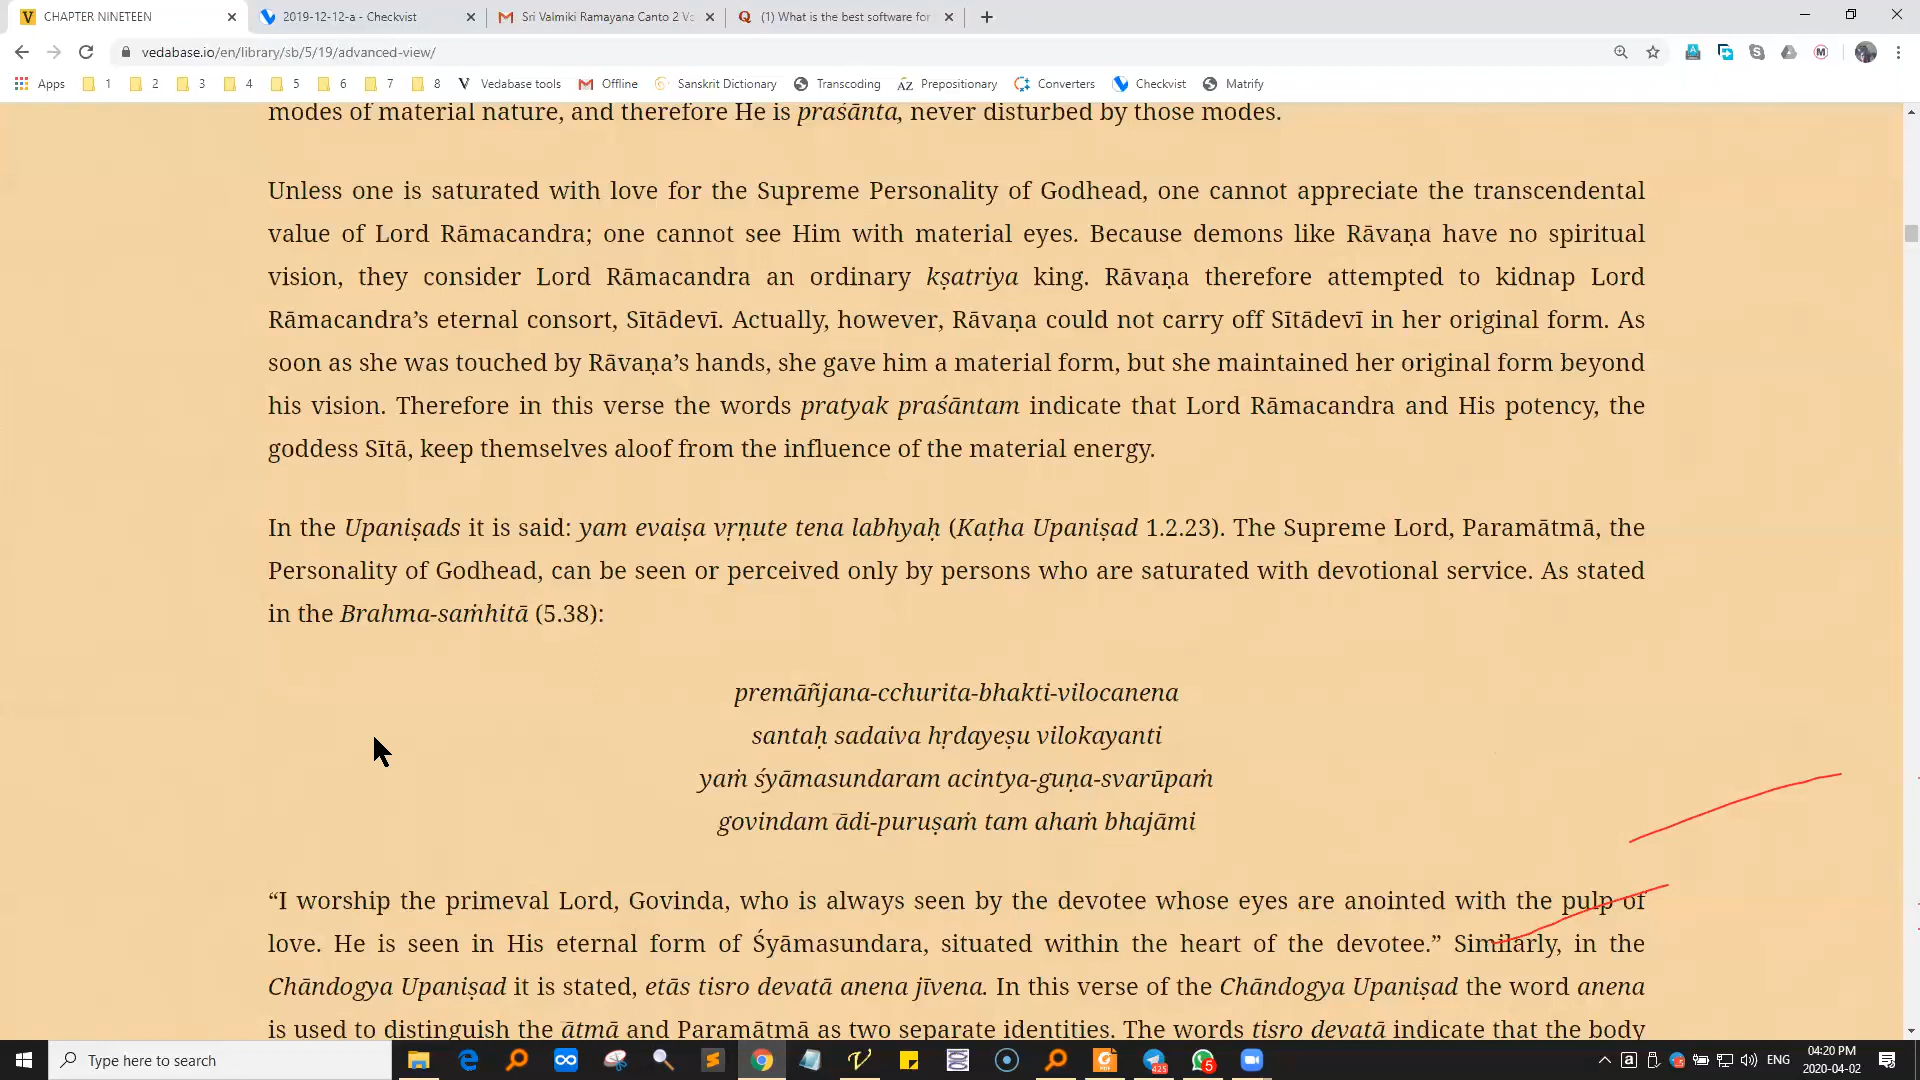 CHAPTER NINETEEN
2019-12-12-a - Checkvist
Sri Valmiki Ramayana Canto 2 Vo
(1) What is the best software for
vedabase.io/en/library/sb/5/19/advanced-view/
Apps 1 2 3 4 5 6 7 8 Vedabase tools Offline Sanskrit Dictionary Transcoding Prepositionary Converters Checkvist Matrify
modes of material nature, and therefore He is praśānta, never disturbed by those modes.
Unless one is saturated with love for the Supreme Personality of Godhead, one cannot appreciate the transcendental
value of Lord Rāmacandra; one cannot see Him with material eyes. Because demons like Rāvaṇa have no spiritual
vision, they consider Lord Rāmacandra an ordinary kṣatriya king. Rāvaṇa therefore attempted to kidnap Lord
Rāmacandra’s eternal consort, Sītādevī. Actually, however, Rāvaṇa could not carry off Sītādevī in her original form. As
soon as she was touched by Rāvaṇa’s hands, she gave him a material form, but she maintained her original form beyond
his vision. Therefore in this verse the words pratyak praśāntam indicate that Lord Rāmacandra and His potency, the
goddess Sītā, keep themselves aloof from the influence of the material energy.
In the Upaniṣads it is said: yam evaiṣa vṛṇute tena labhyaḥ (Kaṭha Upaniṣad 1.2.23). The Supreme Lord, Paramātmā, the
Personality of Godhead, can be seen or perceived only by persons who are saturated with devotional service. As stated
in the Brahma-saṁhitā (5.38):
premāñjana-cchurita-bhakti-vilocanena
santaḥ sadaiva hṛdayeṣu vilokayanti
yaṁ śyāmasundaram acintya-guṇa-svarūpaṁ
govindam ādi-puruṣaṁ tam ahaṁ bhajāmi
“I worship the primeval Lord, Govinda, who is always seen by the devotee whose eyes are anointed with the pulp of
love. He is seen in His eternal form of Śyāmasundara, situated within the heart of the devotee.” Similarly, in the
Chāndogya Upaniṣad it is stated, etās tisro devatā anena jīvena. In this verse of the Chāndogya Upaniṣad the word anena
is used to distinguish the ātmā and Paramātmā as two separate identities. The words tisro devatā indicate that the body
Type here to search
425
5
ENG
04:20 PM
2020-04-02